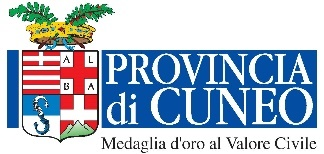 A L
B A
PROVINCIA
di CUNEO
Medaglia d'oro al Valore Civile